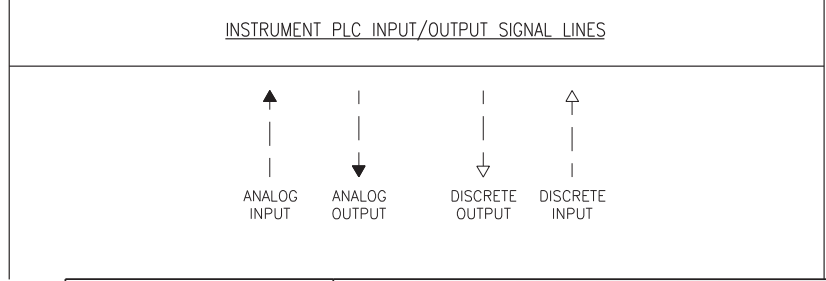 INSTRUMENT PLC INPUT/OUTPUT SIGNAL LINES
ANALOG INPUT
ANALOG OUTPUT
DISCRETE OUTPUT
DISCRETE INPUT